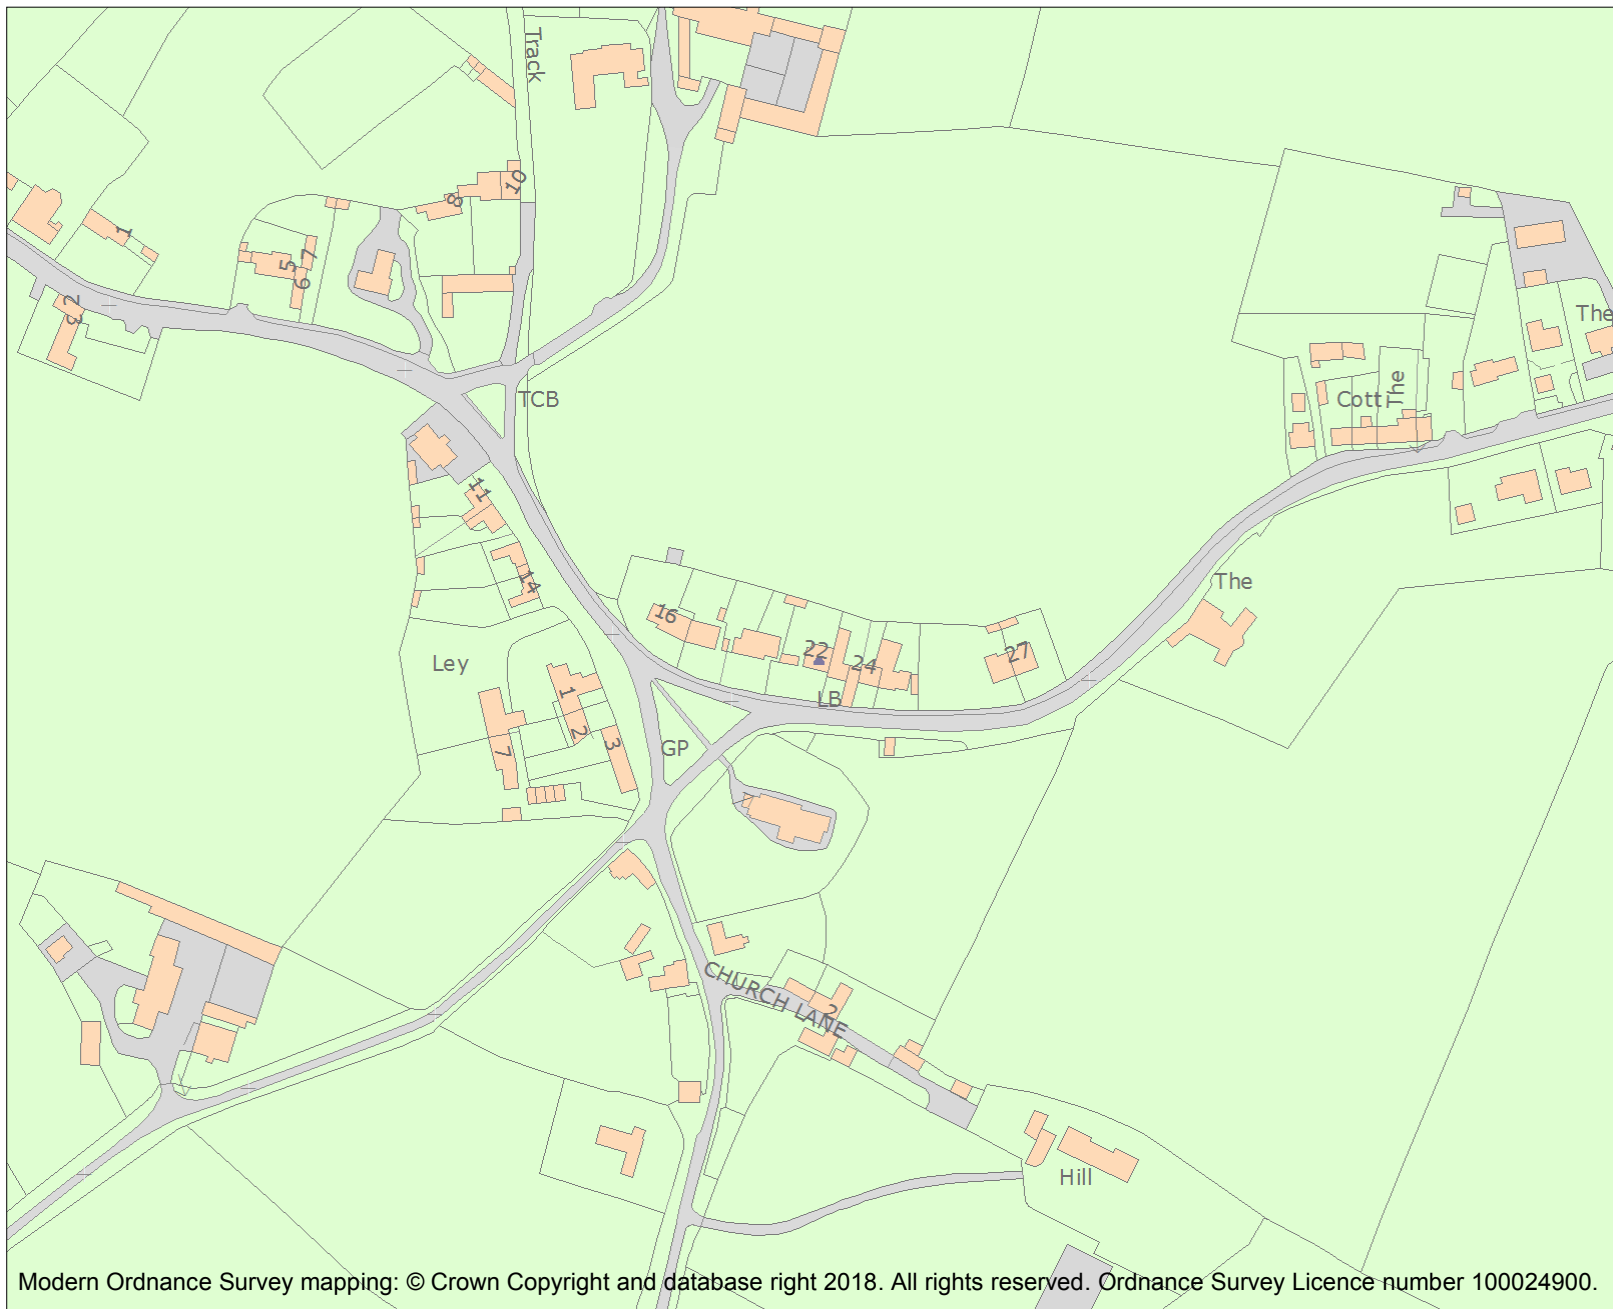 Track
10
8
1
5
7
6
2
3
The
TCB
Cott
The
11
14
The
16
22
24
27
Ley
1
2
3
7
LB
GP
CHURCH LANE
2
Hill
Modern Ordnance Survey mapping: © Crown Copyright and database right 2018. All rights reserved. Ordnance Survey Licence number 100024900.